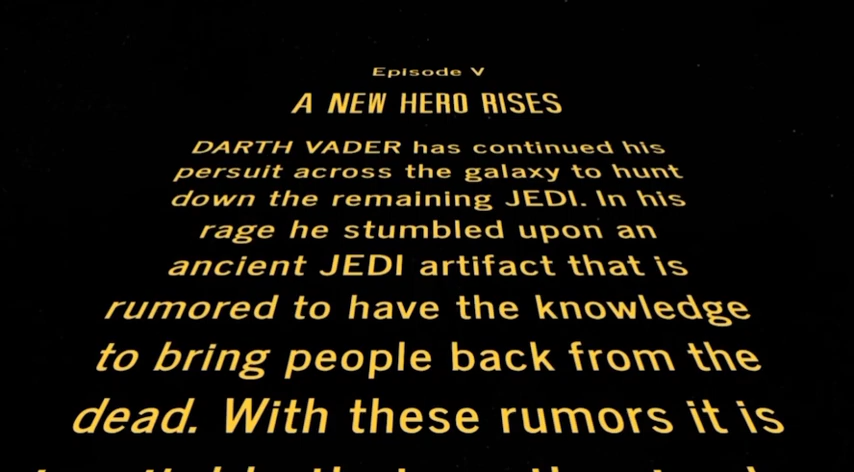 Episode V
A NEW HERO RISES
DARTH VADER has continued his
persuit across the galaxy to hunt
down the remaining JEDI. In his
rage he stumbled upon an
ancient JEDI artifact that is
rumored to have the knowledge
to bring people back from the
dead. With these rumors it is